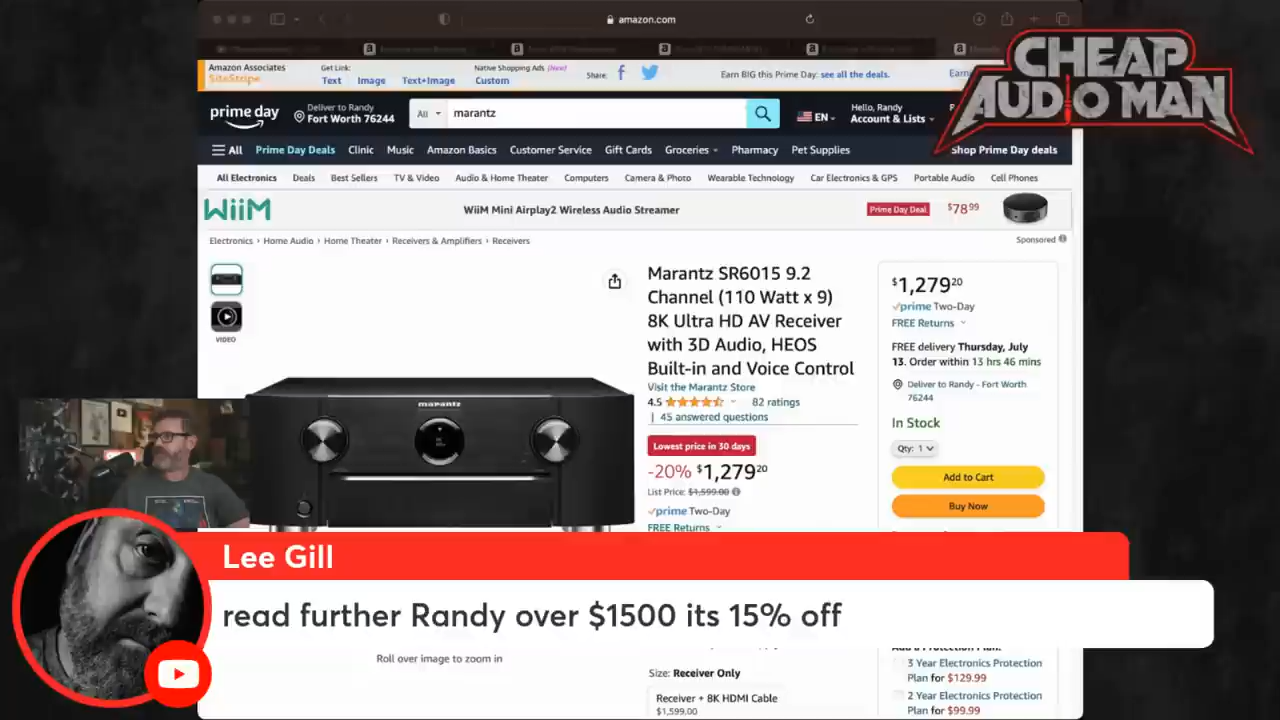 amazon.com
CHEAP
AUDIO MAN
Amazon Associates
SiteStripe
Get Link:
Text Image Text+Image
Native Shopping Ads (New)
Custom
Share:
Earn BIG this Prime Day: see all the deals.
Earn
prime day
Deliver to Randy
Fort Worth 76244
All
marantz
EN
Hello, Randy
Account & Lists
All Prime Day Deals Clinic Music Amazon Basics Customer Service Gift Cards Groceries Pharmacy Pet Supplies
Shop Prime Day deals
All Electronics Deals Best Sellers TV & Video Audio & Home Theater Computers Camera & Photo Wearable Technology Car Electronics & GPS Portable Audio Cell Phones
WiiM
WiiM Mini Airplay2 Wireless Audio Streamer
Prime Day Deal
$78 99
Electronics › Home Audio › Home Theater › Receivers & Amplifiers › Receivers
Sponsored
VIDEO
marantz
Roll over image to zoom in
Marantz SR6015 9.2
Channel (110 Watt x 9)
8K Ultra HD AV Receiver
with 3D Audio, HEOS
Built-in and Voice Control
Visit the Marantz Store
4.5 82 ratings
| 45 answered questions
Lowest price in 30 days
-20% $1,279 20
List Price: $1,599.00
prime Two-Day
FREE Returns
$1,279 20
prime Two-Day
FREE Returns
FREE delivery Thursday, July
13. Order within 13 hrs 46 mins
Deliver to Randy - Fort Worth
76244
In Stock
Qty: 1
Add to Cart
Buy Now
Lee Gill
read further Randy over $1500 its 15% off
Size: Receiver Only
Receiver + 8K HDMI Cable
$1,599.00
Add a Protection Plan:
3 Year Electronics Protection
Plan for $129.99
2 Year Electronics Protection
Plan for $99.99